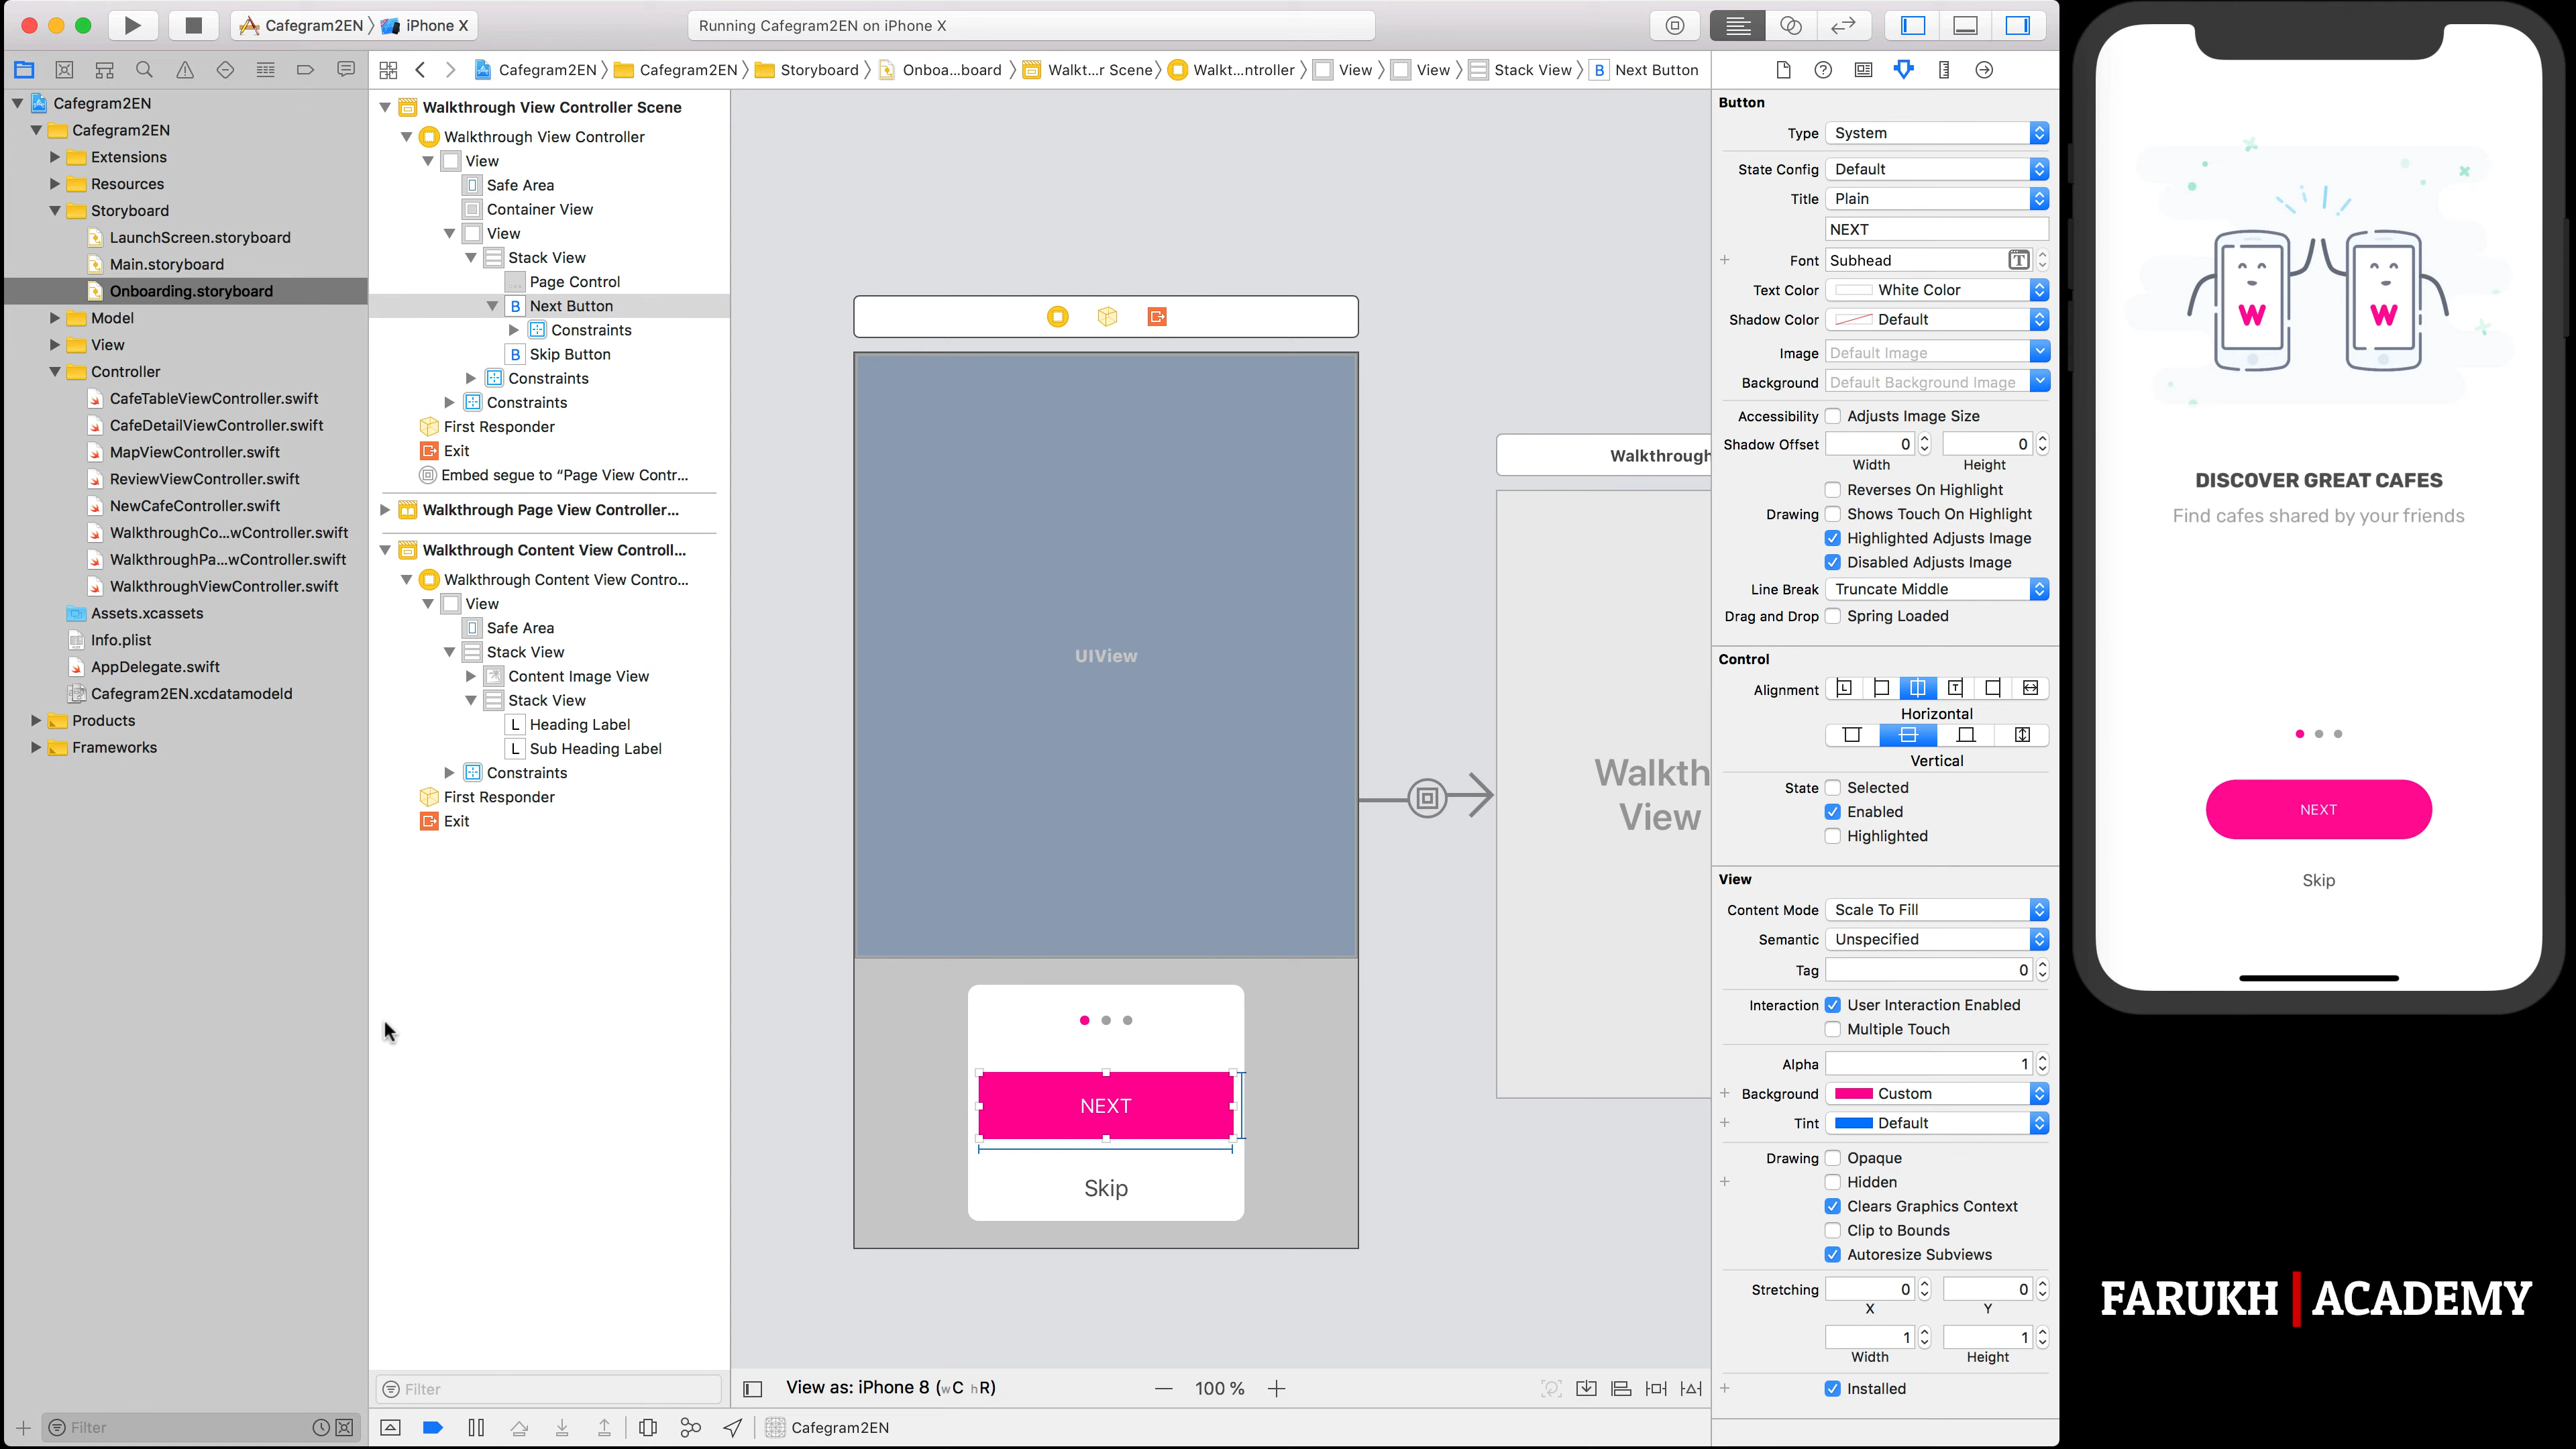 Cafegram2EN
iPhone X
Running Cafegram2EN on iPhone X
Cafegram2EN
Cafegram2EN
Storyboard
Onboa...board
Walkt...r Scene
Walkt...ntroller
View
View
Stack View
B Next Button
Cafegram2EN
Cafegram2EN
Extensions
Resources
Storyboard
LaunchScreen.storyboard
Main.storyboard
Onboarding.storyboard
Model
View
Controller
CafeTableViewController.swift
CafeDetailViewController.swift
MapViewController.swift
ReviewViewController.swift
NewCafeController.swift
WalkthroughCo...wController.swift
WalkthroughPa...wController.swift
WalkthroughViewController.swift
Assets.xcassets
Info.plist
AppDelegate.swift
Cafegram2EN.xcdatamodeld
Products
Frameworks
Filter
Walkthrough View Controller Scene
Walkthrough View Controller
View
Safe Area
Container View
View
Stack View
Page Control
B Next Button
Constraints
B Skip Button
Constraints
Constraints
First Responder
Exit
Embed segue to “Page View Contr...
Walkthrough Page View Controller...
Walkthrough Content View Controll...
Walkthrough Content View Contro...
View
Safe Area
Stack View
Content Image View
Stack View
L Heading Label
L Sub Heading Label
Constraints
First Responder
Exit
Filter
UIView
NEXT
Skip
Walkthrough
Walkth
View
View as: iPhone 8 (wC hR)
100 %
Cafegram2EN
Button
Type System
State Config Default
Title Plain
NEXT
Font Subhead T
Text Color White Color
Shadow Color Default
Image Default Image
Background Default Background Image
Accessibility Adjusts Image Size
Shadow Offset 0 0
Width Height
Reverses On Highlight
Drawing Shows Touch On Highlight
Highlighted Adjusts Image
Disabled Adjusts Image
Line Break Truncate Middle
Drag and Drop Spring Loaded
Control
Alignment L T
Horizontal
Vertical
State Selected
Enabled
Highlighted
View
Content Mode Scale To Fill
Semantic Unspecified
Tag 0
Interaction User Interaction Enabled
Multiple Touch
Alpha 1
Background Custom
Tint Default
Drawing Opaque
Hidden
Clears Graphics Context
Clip to Bounds
Autoresize Subviews
Stretching 0 0
X Y
1 1
Width Height
Installed
W W
DISCOVER GREAT CAFES
Find cafes shared by your friends
NEXT
Skip
FARUKH | ACADEMY